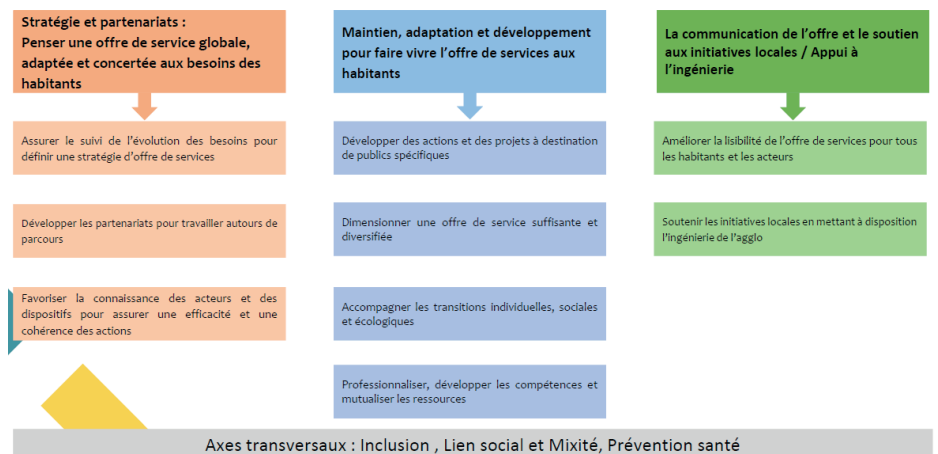 Stratégie et partenariats :
Penser une offre de service globale,
adaptée et concertée aux besoins des
habitants
Assurer le suivi de l'évolution des besoins pour
définir une stratégie d'offre de services
Développer les partenariats pour travailler autours de
parcours
Favoriser la connaissance des acteurs et des
dispositifs pour assurer une efficacité et une
cohérence des actions
Maintien, adaptation et développement
pour faire vivre l'offre de services aux
habitants
Développer des actions et des projets à destination
de publics spécifiques
Dimensionner une offre de service suffisante et
diversifiée
Accompagner les transitions individuelles, sociales
et écologiques
Professionnaliser, développer les compétences et
mutualiser les ressources
La communication de l'offre et le soutien
aux initiatives locales / Appui à
l'ingénierie
Améliorer la lisibilité de l'offre de services pour tous
les habitants et les acteurs
Soutenir les initiatives locales en mettant à disposition
l'ingénierie de l'agglo
Axes transversaux : Inclusion , Lien social et Mixité, Prévention santé